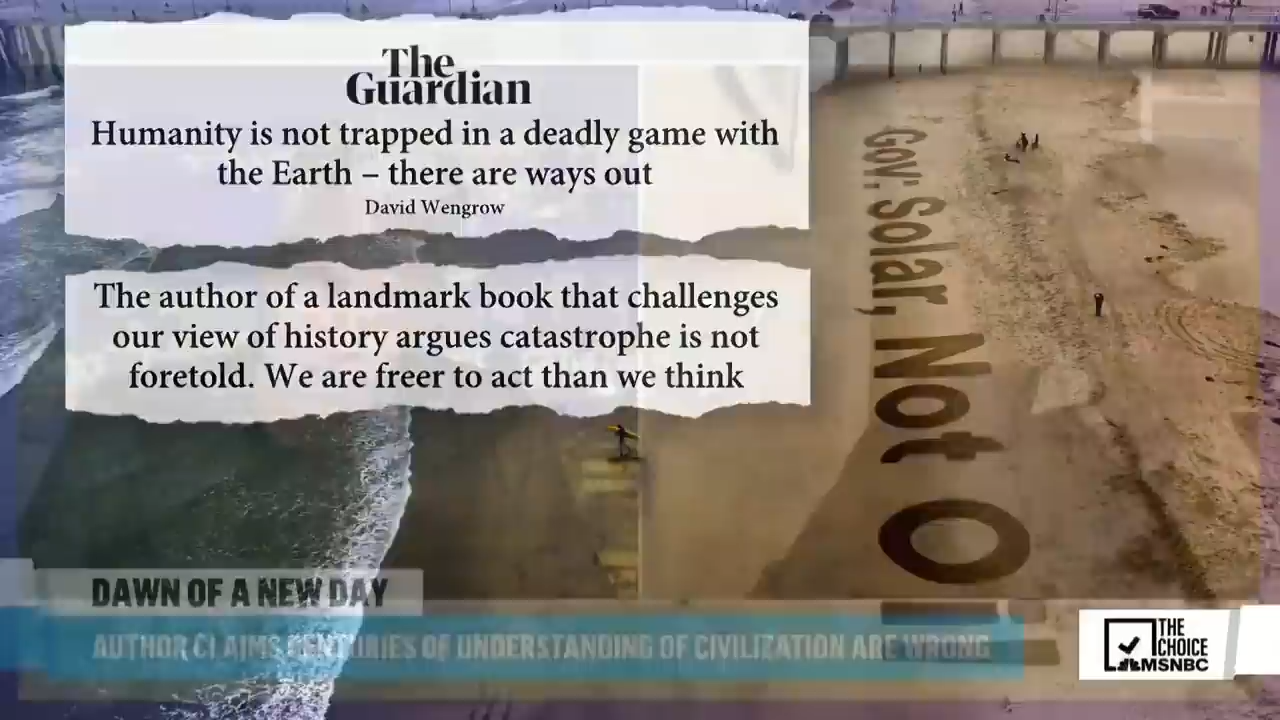 The
Guardian
Humanity is not trapped in a deadly game with
the Earth – there are ways out
David Wengrow
The author of a landmark book that challenges
our view of history argues catastrophe is not
foretold. We are freer to act than we think
Gov: Solar, Not Oil
DAWN OF A NEW DAY
AUTHOR CLAIMS CENTURIES OF UNDERSTANDING OF CIVILIZATION ARE WRONG
THE
CHOICE
MSNBC